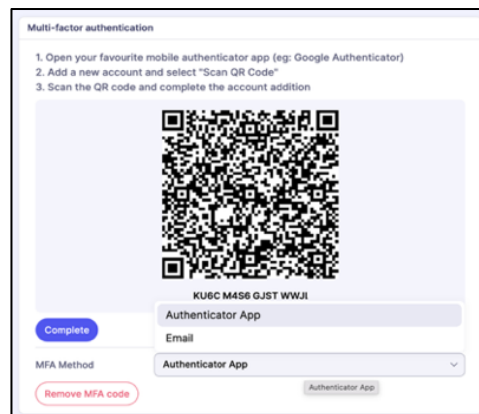 Multi-factor authentication
1. Open your favourite mobile authenticator app (eg: Google Authenticator)
2. Add a new account and select "Scan QR Code"
3. Scan the QR code and complete the account addition
KU6C M4S6 GJST WWJL
Authenticator App
Complete
Email
MFA Method
Authenticator App
Authenticator App
Remove MFA code